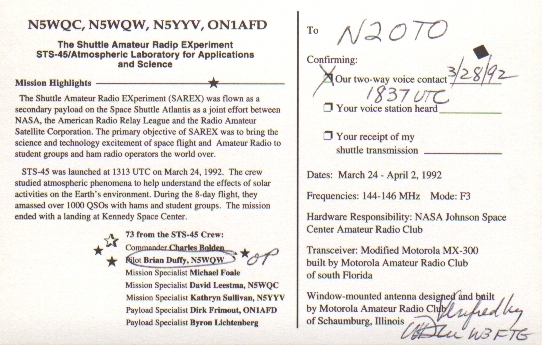 N5WQC, N5WQW, N5YYV, ON1AFD
The Shuttle Amateur Radip EXperiment
STS-45/Atmospheric Laboratory for Applications
and Science
Mission Highlights
The Shuttle Amateur Radio EXperiment (SAREX) was flown as a
secondary payload on the Space Shuttle Atlantis as a joint effort between
NASA, the American Radio Relay League and the Radio Amateur
Satellite Corporation. The primary objective of SAREX was to bring the
science and technology excitement of space flight and Amateur Radio to
student groups and ham radio operators the world over.
STS-45 was launched at 1313 UTC on March 24, 1992. The crew
studied atmospheric phenomena to help understand the effects of solar
activities on the Earth's environment. During the 8-day flight, they
amassed over 1000 QSOs with hams and student groups. The mission
ended with a landing at Kennedy Space Center.
73 from the STS-45 Crew:
Commander Charles Bolden
Pilot Brian Duffy, N5WQW OP
Mission Specialist Michael Foale
Mission Specialist David Leestma, N5WQC
Mission Specialist Kathryn Sullivan, N5YYV
Payload Specialist Dirk Frimout, ON1AFD
Payload Specialist Byron Lichtenberg
To N2OTO
Confirming:
Our two-way voice contact 3/28/92
1837 UTC
Your voice station heard
Your receipt of my
shuttle transmission
Dates: March 24 - April 2, 1992
Frequencies: 144-146 MHz Mode: F3
Hardware Responsibility: NASA Johnson Space
Center Amateur Radio Club
Transceiver: Modified Motorola MX-300
built by Motorola Amateur Radio Club
of south Florida
Window-mounted antenna designed and built
by Motorola Amateur Radio Club
of Schaumburg, Illinois
Verified by
W3FTG